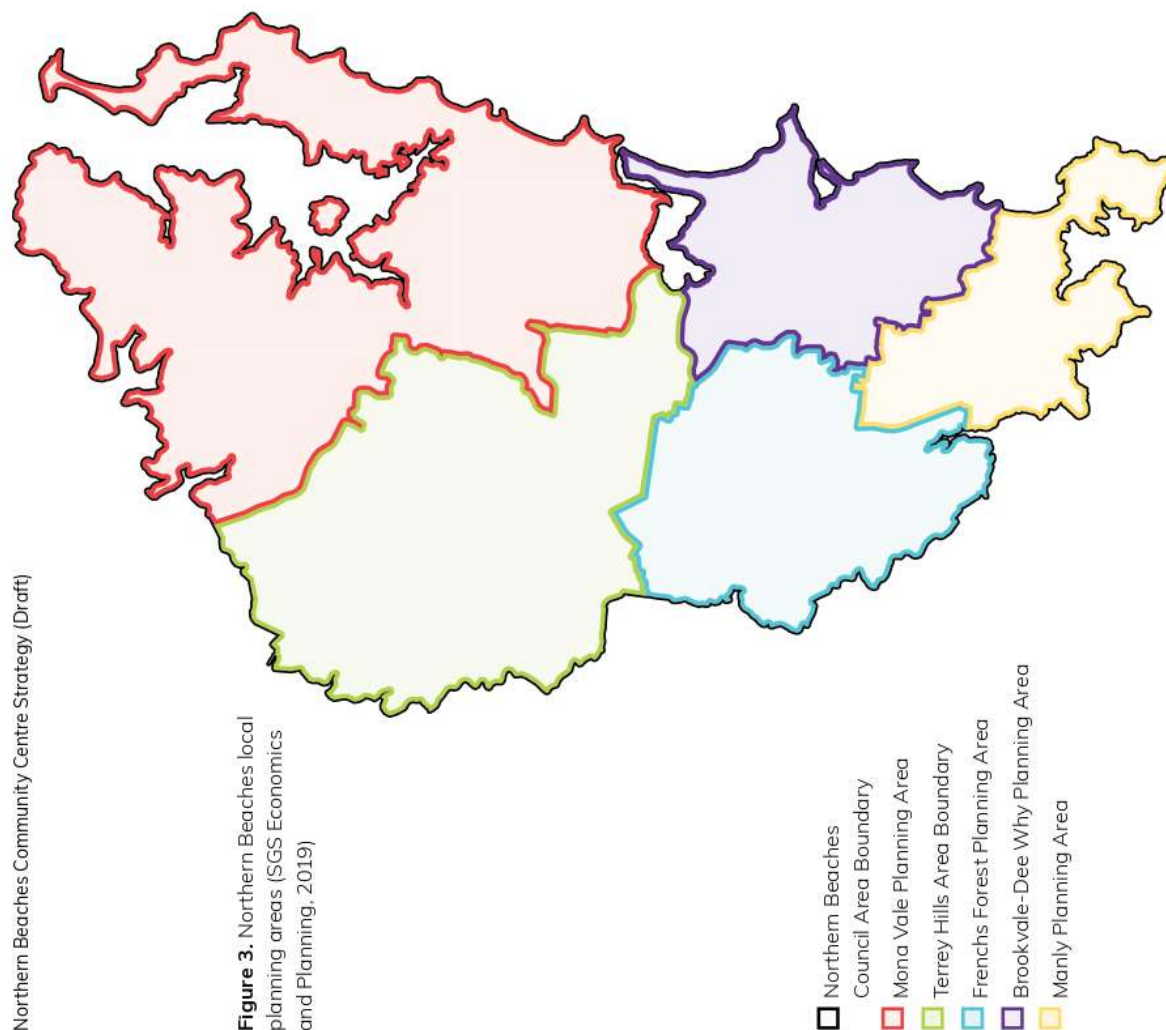 Northern Beaches Community Centre Strategy (Draft)
Figure 3. Northern Beaches local
planning areas (SGS Economics
and Planning, 2019)
Northern Beaches
Council Area Boundary
Mona Vale Planning Area
Terrey Hills Area Boundary
Frenchs Forest Planning Area
Brookvale-Dee Why Planning Area
Manly Planning Area